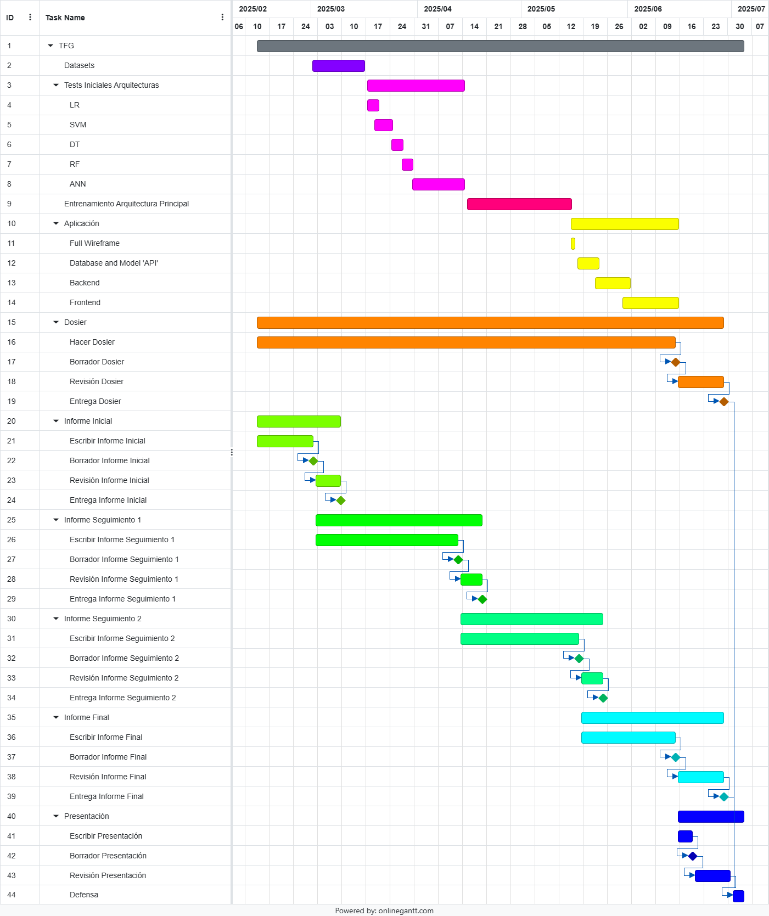 ID Task Name 2025/02 2025/03 2025/04 2025/05 2025/06 2025/07
06 10 17 24 03 10 17 24 31 07 14 21 28 05 12 19 26 02 09 16 23 30 07
1 TFG
2 Datasets
3 Tests Iniciales Arquitecturas
4 LR
5 SVM
6 DT
7 RF
8 ANN
9 Entrenamiento Arquitectura Principal
10 Aplicación
11 Full Wireframe
12 Database and Model 'API'
13 Backend
14 Frontend
15 Dosier
16 Hacer Dosier
17 Borrador Dosier
18 Revisión Dosier
19 Entrega Dosier
20 Informe Inicial
21 Escribir Informe Inicial
22 Borrador Informe Inicial
23 Revisión Informe Inicial
24 Entrega Informe Inicial
25 Informe Seguimiento 1
26 Escribir Informe Seguimiento 1
27 Borrador Informe Seguimiento 1
28 Revisión Informe Seguimiento 1
29 Entrega Informe Seguimiento 1
30 Informe Seguimiento 2
31 Escribir Informe Seguimiento 2
32 Borrador Informe Seguimiento 2
33 Revisión Informe Seguimiento 2
34 Entrega Informe Seguimiento 2
35 Informe Final
36 Escribir Informe Final
37 Borrador Informe Final
38 Revisión Informe Final
39 Entrega Informe Final
40 Presentación
41 Escribir Presentación
42 Borrador Presentación
43 Revisión Presentación
44 Defensa
Powered by: onlinegantt.com